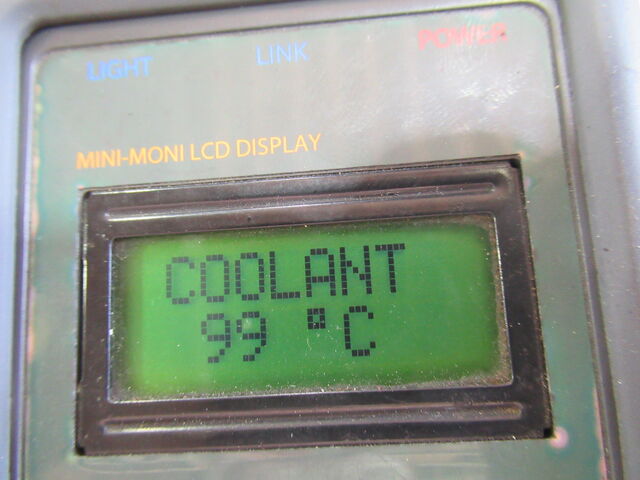 LIGHT LINK POWER
MINI-MONI LCD DISPLAY
COOLANT
99 °C